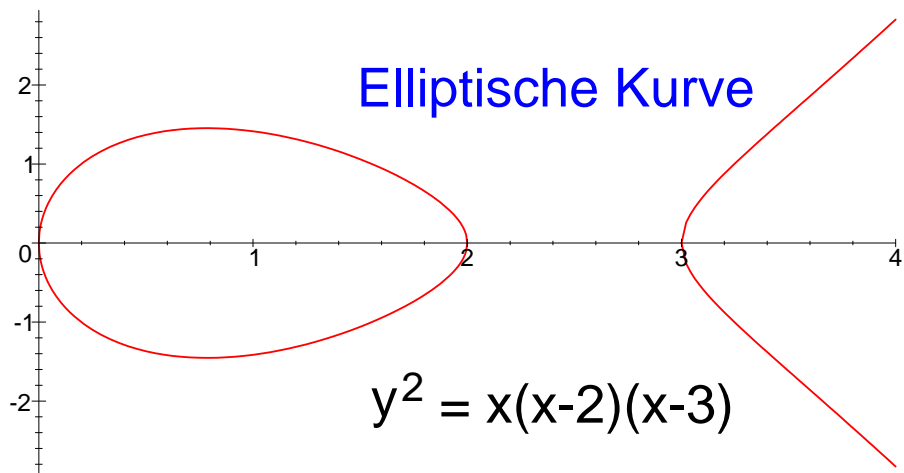 2
Elliptische Kurve
1
0 1 2 3 4
-1
-2
y² = x(x-2)(x-3)